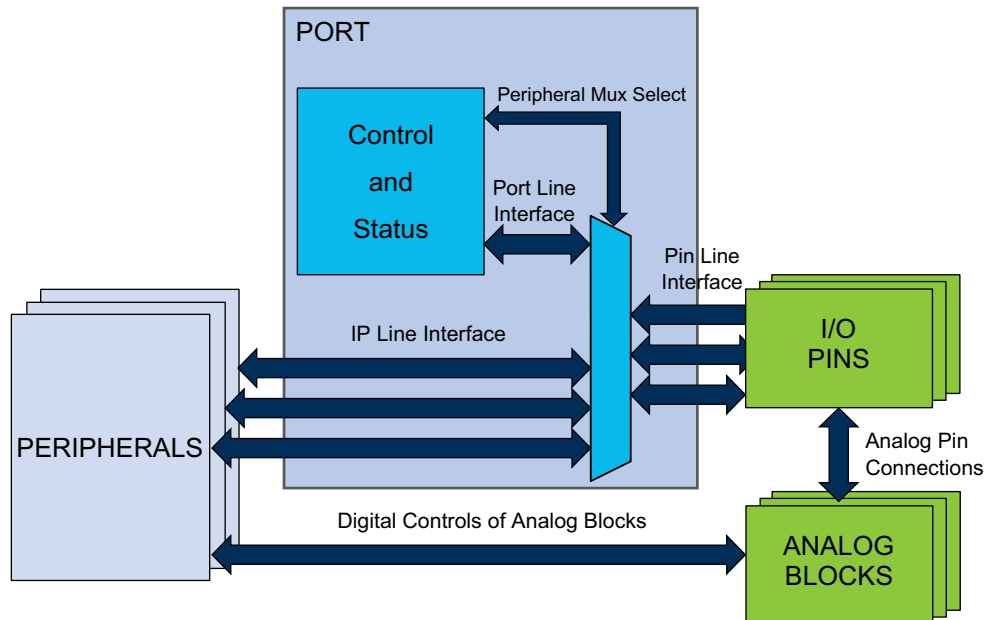 PORT
Peripheral Mux Select
Control
and
Status
Port Line
Interface
Pin Line
Interface
I/O
PINS
IP Line Interface
PERIPHERALS
Analog Pin
Connections
Digital Controls of Analog Blocks
ANALOG
BLOCKS